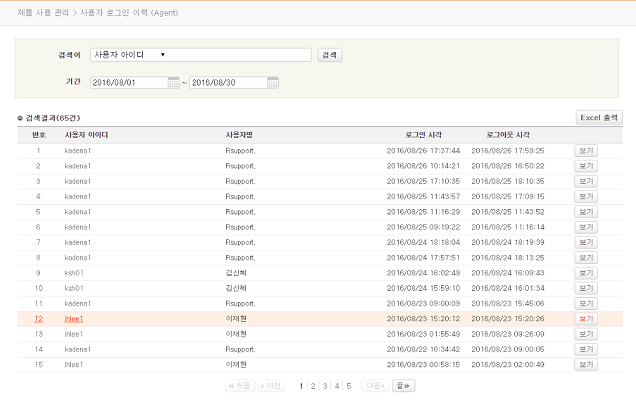 제품 사용 관리 > 사용자 로그인 이력 (Agent)
검색어 사용자 아이디 ▼ 검색
기간 2016/08/01 ~ 2016/08/30
검색결과(65건) Excel 출력
번호 사용자 아이디 사용자명 로그인 시각 로그아웃 시각
1 kadena1 Rsupport. 2016/08/26 17:37:44 2016/08/26 17:59:25 보기
2 kadena1 Rsupport. 2016/08/26 10:14:21 2016/08/26 16:50:22 보기
3 kadena1 Rsupport. 2016/08/25 17:10:35 2016/08/25 18:10:35 보기
4 kadena1 Rsupport. 2016/08/25 11:43:57 2016/08/25 17:09:15 보기
5 kadena1 Rsupport. 2016/08/25 11:16:29 2016/08/25 11:43:52 보기
6 kadena1 Rsupport. 2016/08/25 09:19:22 2016/08/25 11:16:14 보기
7 kadena1 Rsupport. 2016/08/24 18:18:04 2016/08/24 18:19:39 보기
8 kadena1 Rsupport. 2016/08/24 17:57:51 2016/08/24 18:13:25 보기
9 ksh01 김신혜 2016/08/24 16:02:49 2016/08/24 16:09:43 보기
10 ksh01 김신혜 2016/08/24 15:59:10 2016/08/24 16:01:34 보기
11 kadena1 Rsupport. 2016/08/23 09:00:09 2016/08/23 15:45:06 보기
12 jhlee1 이재현 2016/08/23 15:20:12 2016/08/23 15:20:26 보기
13 jhlee1 이재현 2016/08/23 01:55:49 2016/08/23 09:26:09 보기
14 kadena1 Rsupport. 2016/08/22 16:34:42 2016/08/23 09:00:05 보기
15 jhlee1 이재현 2016/08/23 00:58:15 2016/08/23 02:00:49 보기
처음 이전 1 2 3 4 5 다음 끝